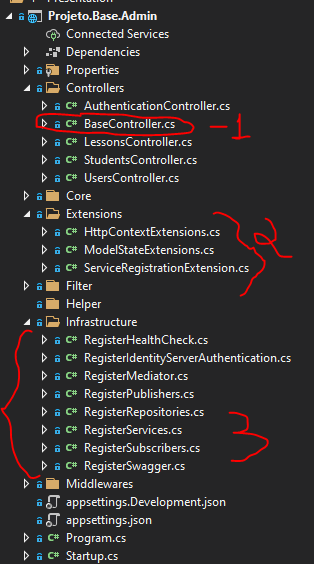 Presentation
Projeto.Base.Admin
Connected Services
Dependencies
Properties
Controllers
C# AuthenticationController.cs
C# BaseController.cs - 1
C# LessonsController.cs
C# StudentsController.cs
C# UsersController.cs
Core
Extensions
C# HttpContextExtensions.cs
C# ModelStateExtensions.cs 2
C# ServiceRegistrationExtension.cs
Filter
Helper
Infrastructure
C# RegisterHealthCheck.cs
C# RegisterIdentityServerAuthentication.cs
C# RegisterMediator.cs
C# RegisterPublishers.cs
C# RegisterRepositories.cs
C# RegisterServices.cs 3
C# RegisterSubscribers.cs
C# RegisterSwagger.cs
Middlewares
appsettings.Development.json
appsettings.json
C# Program.cs
C# Startup.cs